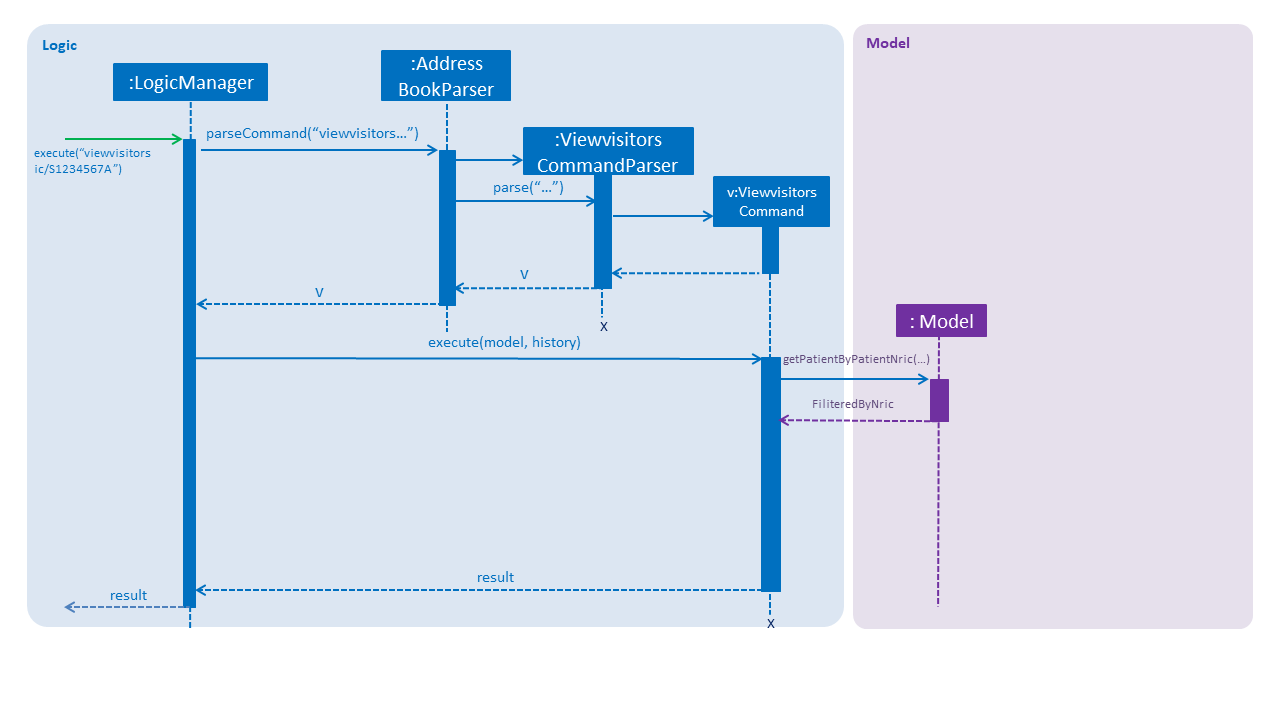 Logic
Model
:LogicManager
:Address
BookParser
parseCommand(“viewvisitors…”)
execute(“viewvisitors
ic/S1234567A”)
:Viewvisitors
CommandParser
parse(“…”)
v:Viewvisitors
Command
v
v
x
: Model
execute(model, history)
getPatientByPatientNric(…)
FiliteredByNric
result
result
x